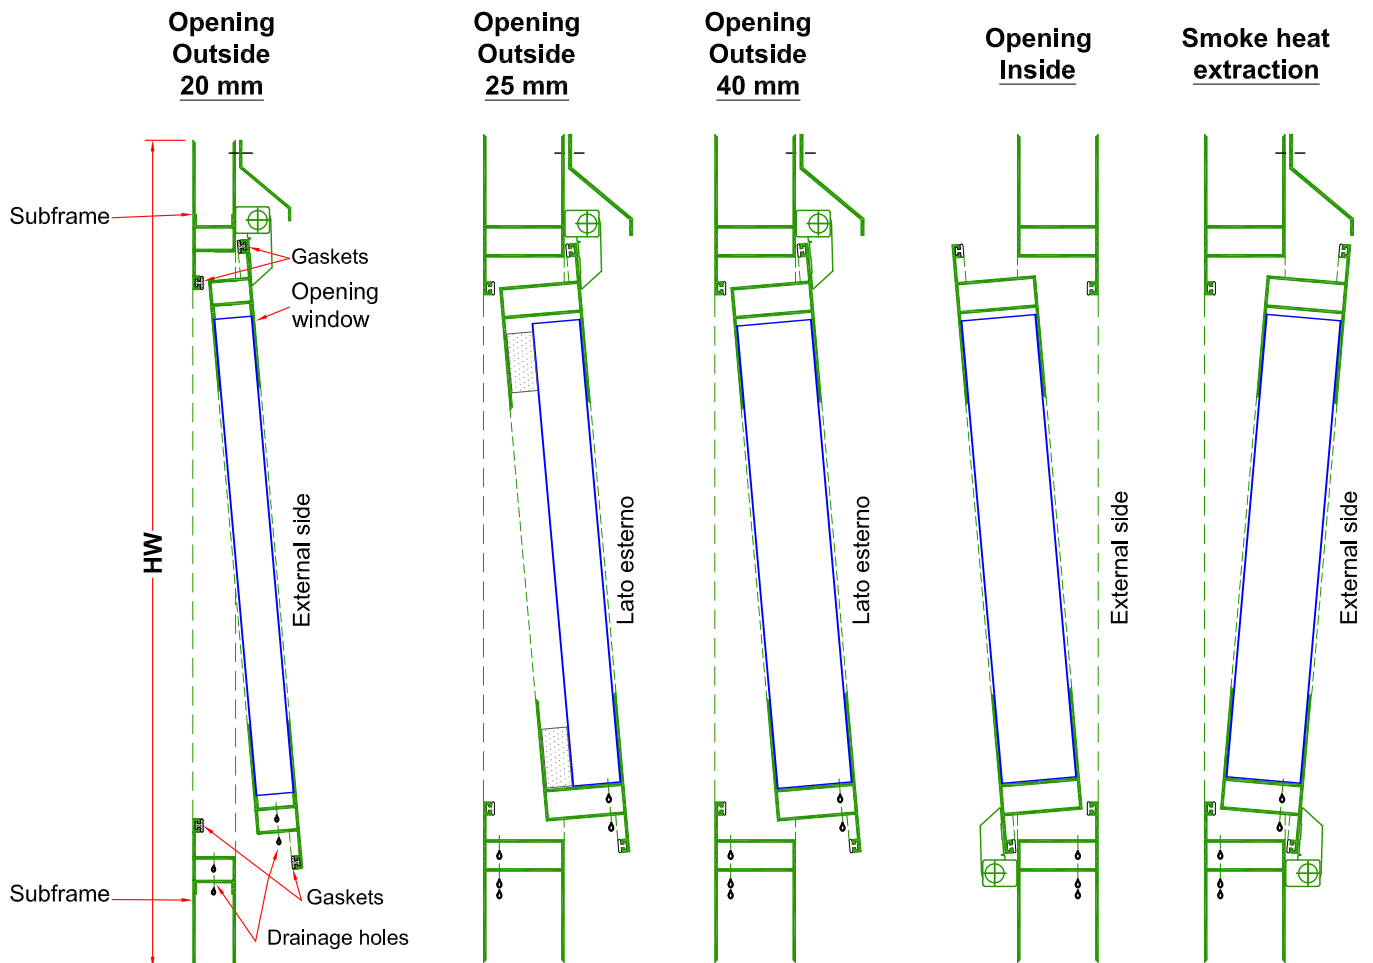 Opening
Outside
20 mm
Opening
Outside
25 mm
Opening
Outside
40 mm
Opening
Inside
Smoke heat
extraction
Subframe
Gaskets
Opening
window
HW
External side
Lato esterno
Lato esterno
External side
External side
Subframe
Gaskets
Drainage holes